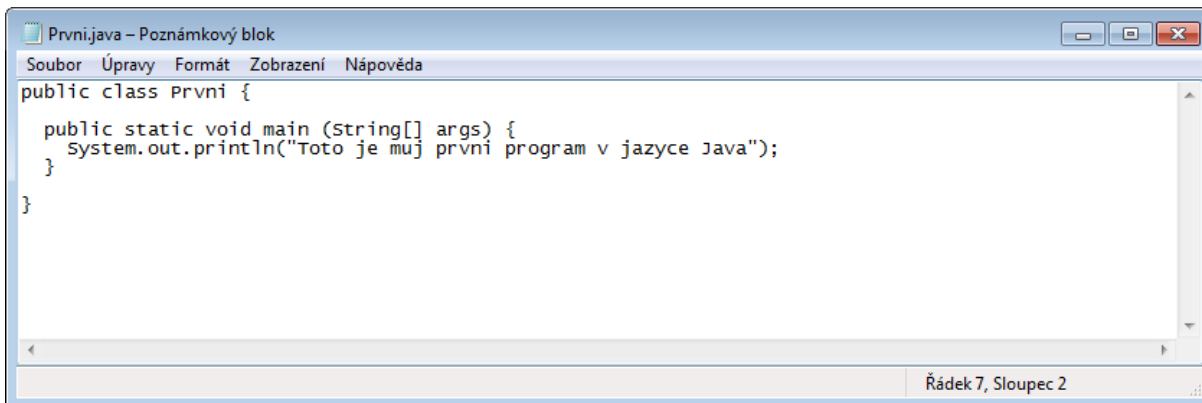 Prvni.java – Poznámkový blok
Soubor Úpravy Formát Zobrazení Nápověda
public class Prvni {
public static void main (String[] args) {
System.out.println("Toto je muj prvni program v jazyce Java");
}
}
Řádek 7, Sloupec 2